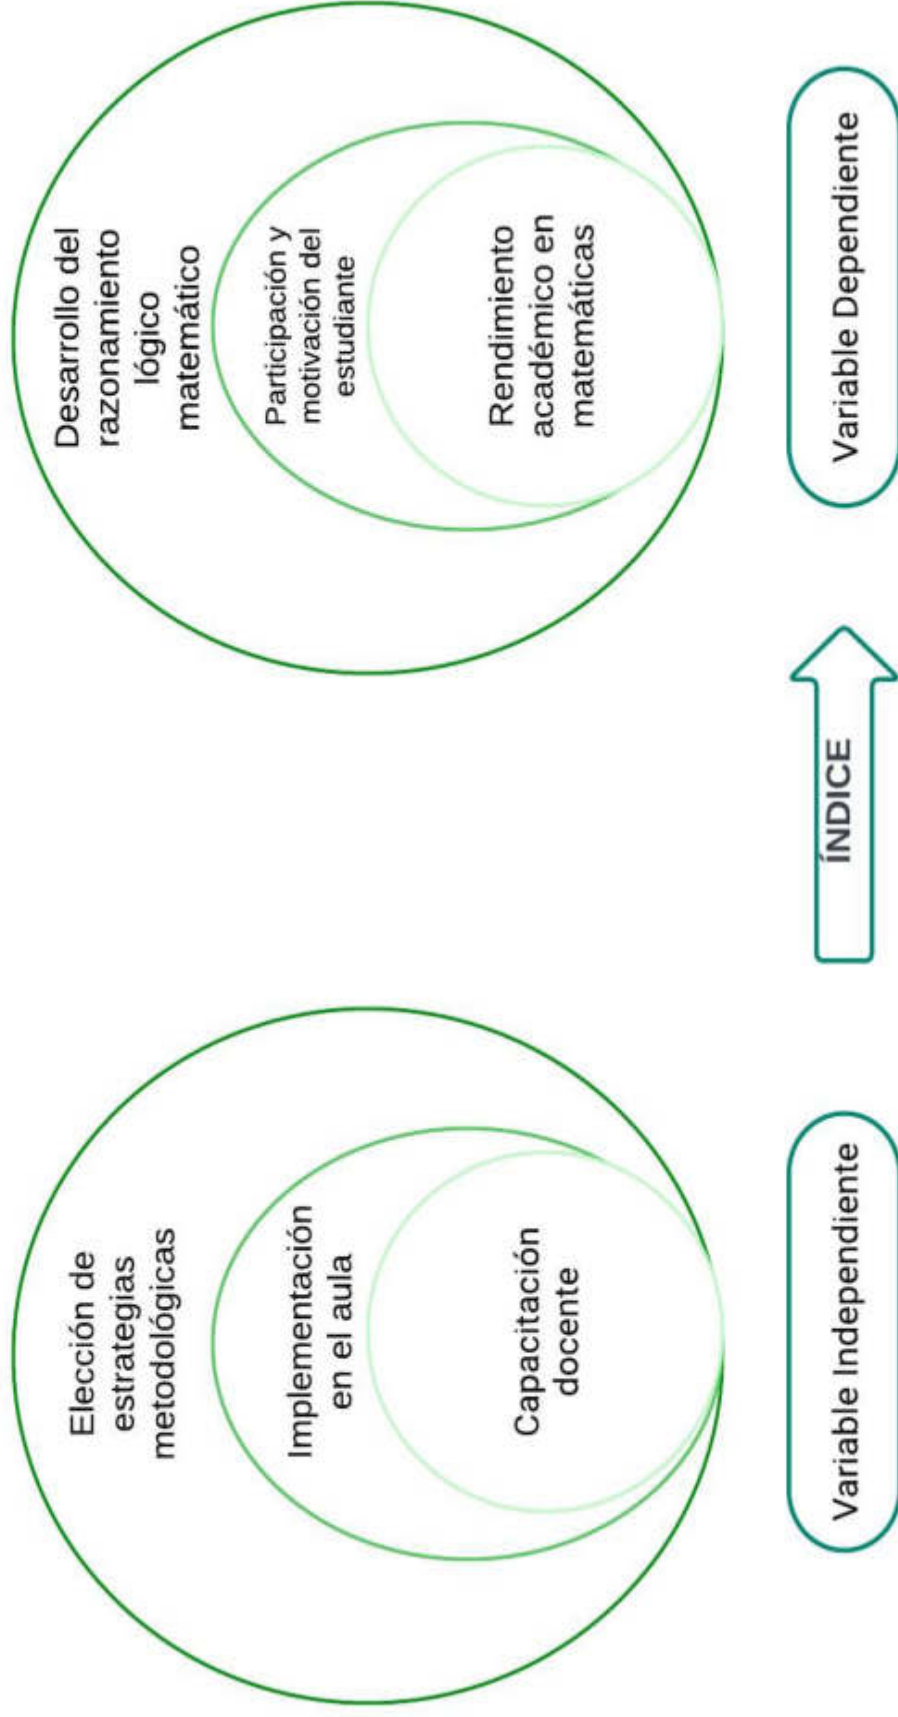 Elección de
estrategias
metodológicas
Implementación
en el aula
Capacitación
docente
Variable Independiente
ÍNDICE
Desarrollo del
razonamiento
lógico
matemático
Participación y
motivación del
estudiante
Rendimiento
académico en
matemáticas
Variable Dependiente